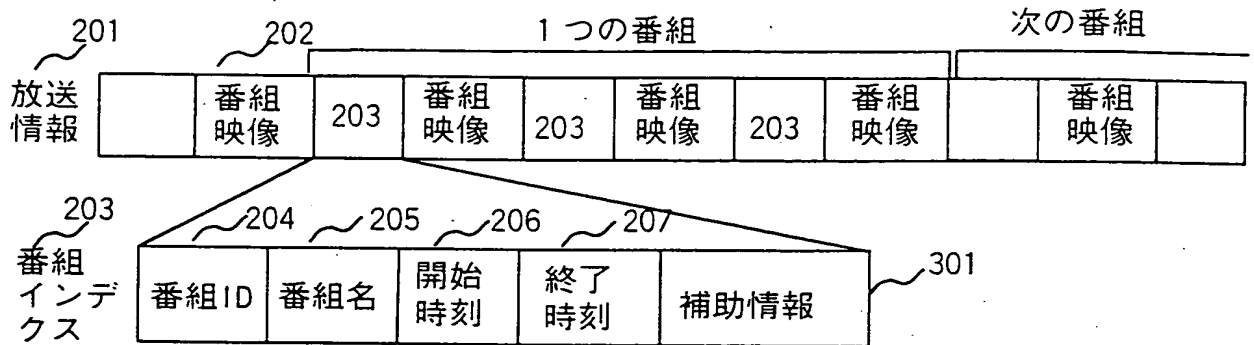 201
202
1つの番組
次の番組
放送
情報
番組
映像
203
番組
映像
203
番組
映像
203
番組
映像
番組
映像
203
番組
インデ
クス
204
205
206
207
301
番組ID
番組名
開始
時刻
終了
時刻
補助情報